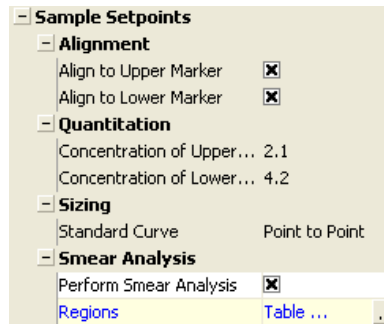 Sample Setpoints
Alignment
Align to Upper Marker
Align to Lower Marker
Quantitation
Concentration of Upper... 2.1
Concentration of Lower... 4.2
Sizing
Standard Curve Point to Point
Smear Analysis
Perform Smear Analysis
Regions Table ...